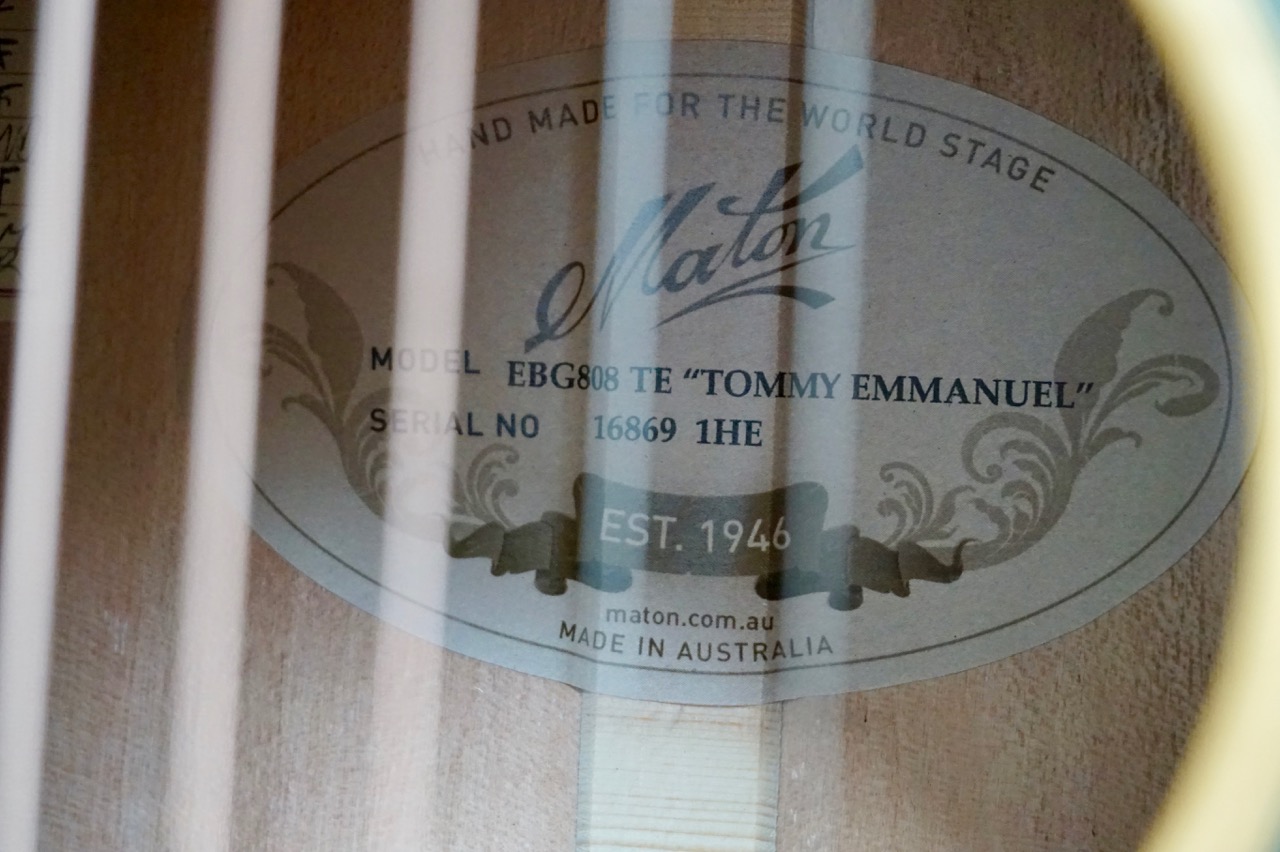 HAND MADE FOR THE WORLD STAGE
Maton
MODEL EBG808 TE “TOMMY EMMANUEL”
SERIAL NO 16869 1HE
EST. 1946
maton.com.au
MADE IN AUSTRALIA